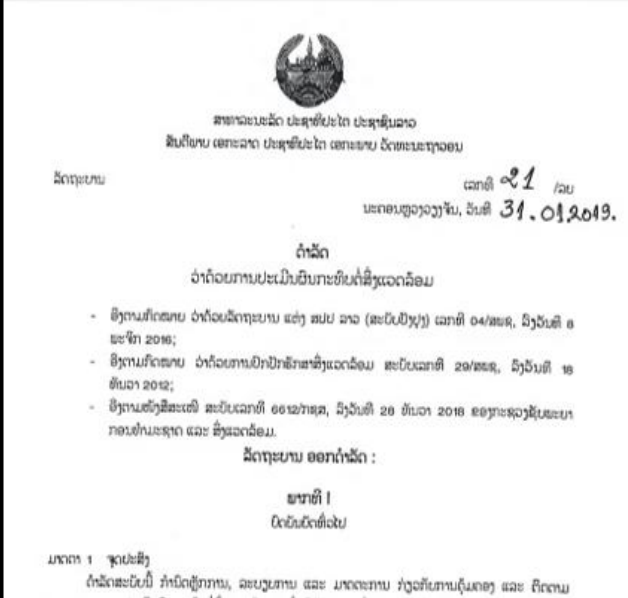 ສາທາລະນະລັດ ປະຊາທິປະໄຕ ປະຊາຊົນລາວ
ສັນຕິພາບ ເອກະລາດ ປະຊາທິປະໄຕ ເອກະພາບ ວັດທະນະຖາວອນ
ລັດຖະບານ
ເລກທີ 21 /ລບ
ນະຄອນຫຼວງວຽງຈັນ, ວັນທີ 31.01.2019.
ດຳລັດ
ວ່າດ້ວຍການປະເມີນຜົນກະທົບຕໍ່ສິ່ງແວດລ້ອມ
- ອີງຕາມກົດໝາຍ ວ່າດ້ວຍລັດຖະບານ ແຫ່ງ ສປປ ລາວ (ສະບັບປັບປຸງ) ເລກທີ 04/ສພຊ, ລົງວັນທີ 8
ພະຈິກ 2016;
- ອີງຕາມກົດໝາຍ ວ່າດ້ວຍການປົກປັກຮັກສາສິ່ງແວດລ້ອມ ສະບັບເລກທີ 29/ສພຊ, ລົງວັນທີ 18
ທັນວາ 2012;
- ອີງຕາມໜັງສືສະເໜີ ສະບັບເລກທີ 6612/ກຊສ, ລົງວັນທີ 28 ທັນວາ 2018 ຂອງກະຊວງຊັບພະຍາ
ກອນທຳມະຊາດ ແລະ ສິ່ງແວດລ້ອມ.
ລັດຖະບານ ອອກດຳລັດ :
ພາກທີ I
ບົດບັນຍັດທົ່ວໄປ
ມາດຕາ 1 ຈຸດປະສົງ
ດຳລັດສະບັບນີ້ ກຳນົດຫຼັກການ, ລະບຽບການ ແລະ ມາດຕະການ ກ່ຽວກັບການຄຸ້ມຄອງ ແລະ ຕິດຕາມ